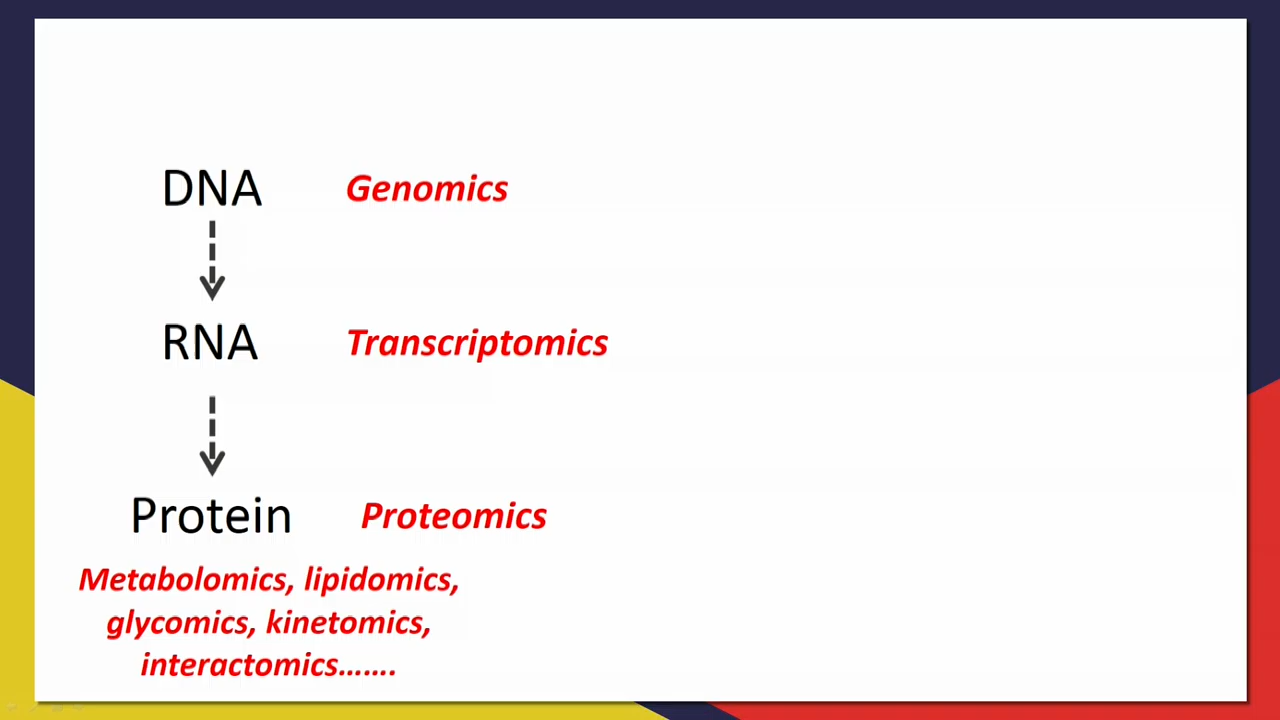 DNA Genomics
RNA Transcriptomics
Protein Proteomics
Metabolomics, lipidomics,
glycomics, kinetomics,
interactomics…….